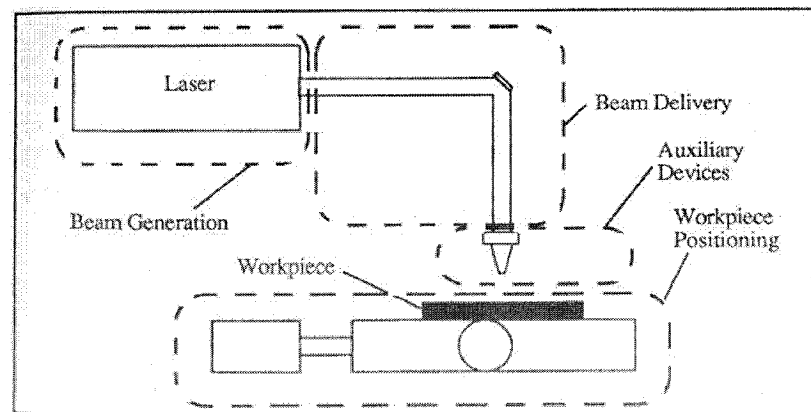 Laser
Beam Delivery
Auxiliary
Devices
Beam Generation
Workpiece
Positioning
Workpiece